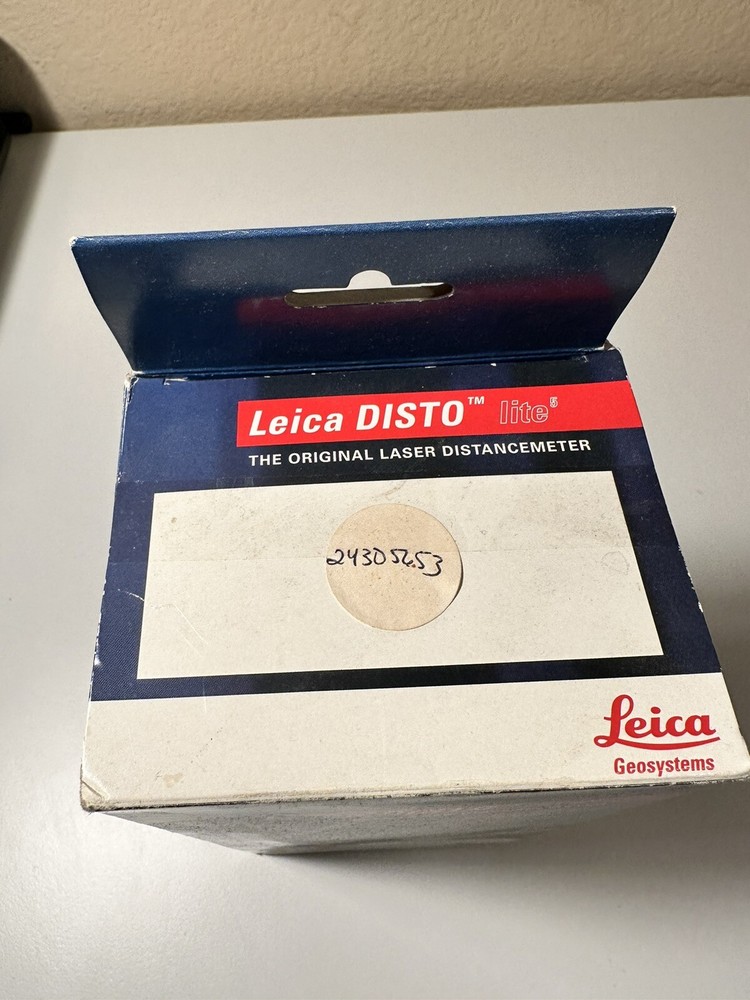 Leica DISTO™ lite⁵
THE ORIGINAL LASER DISTANCEMETER
24305653
Leica
Geosystems